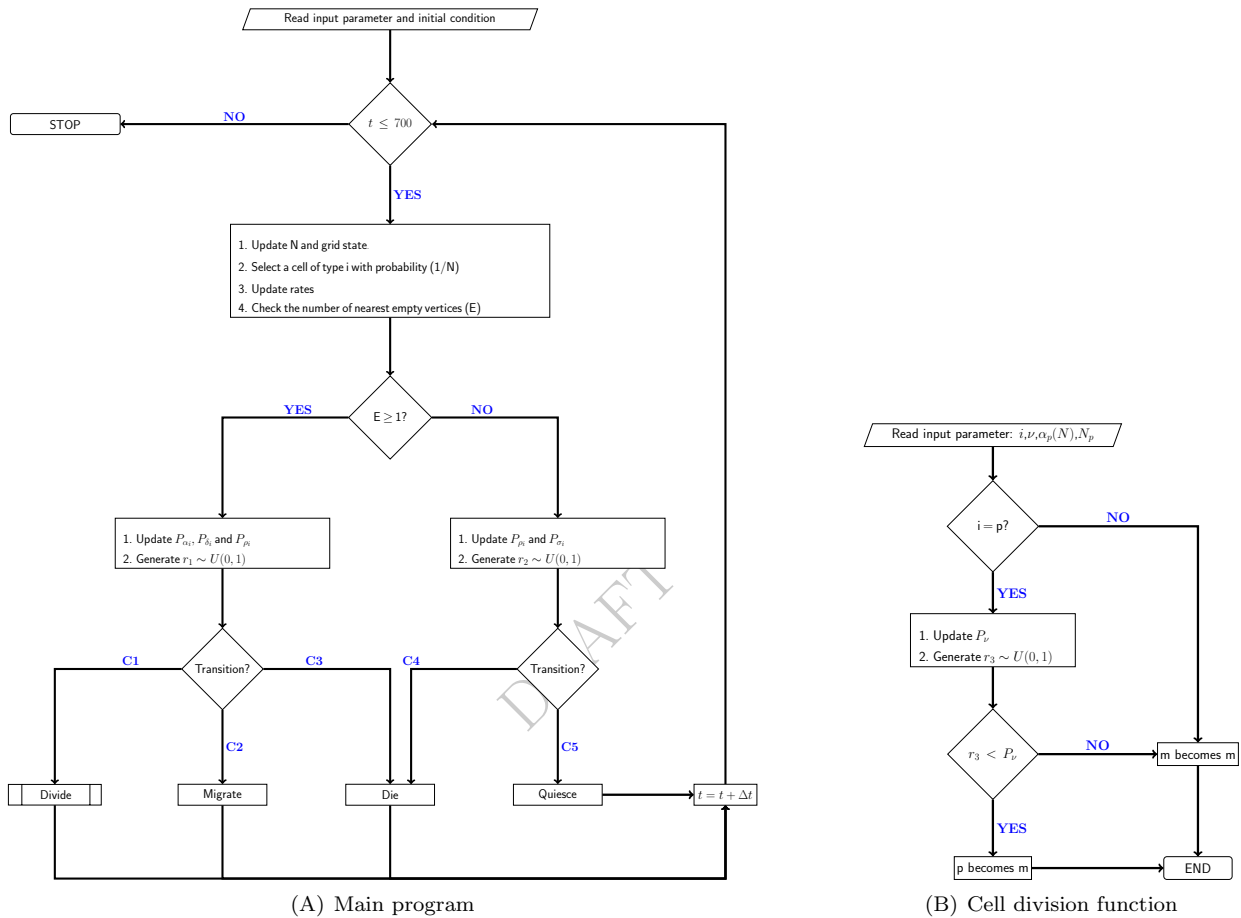 Read input parameter and initial condition
t ≤ 700
NO
STOP
YES
1. Update N and grid state
2. Select a cell of type i with probability (1/N)
3. Update rates
4. Check the number of nearest empty vertices (E)
E ≥ 1?
YES
NO
1. Update P_{α_i}, P_{δ_i} and P_{ρ_i}
2. Generate r_1 ∼ U(0, 1)
1. Update P_{ρ_i} and P_{σ_i}
2. Generate r_2 ∼ U(0, 1)
Transition?
C1
C3
C2
Transition?
C4
C5
Divide
Migrate
Die
Quiesce
t = t + Δt
DRAFT
(A) Main program
Read input parameter: i,ν,α_p(N),N_p
i = p?
NO
YES
1. Update P_ν
2. Generate r_3 ∼ U(0, 1)
r_3 < P_ν
NO
m becomes m
YES
p becomes m
END
(B) Cell division function